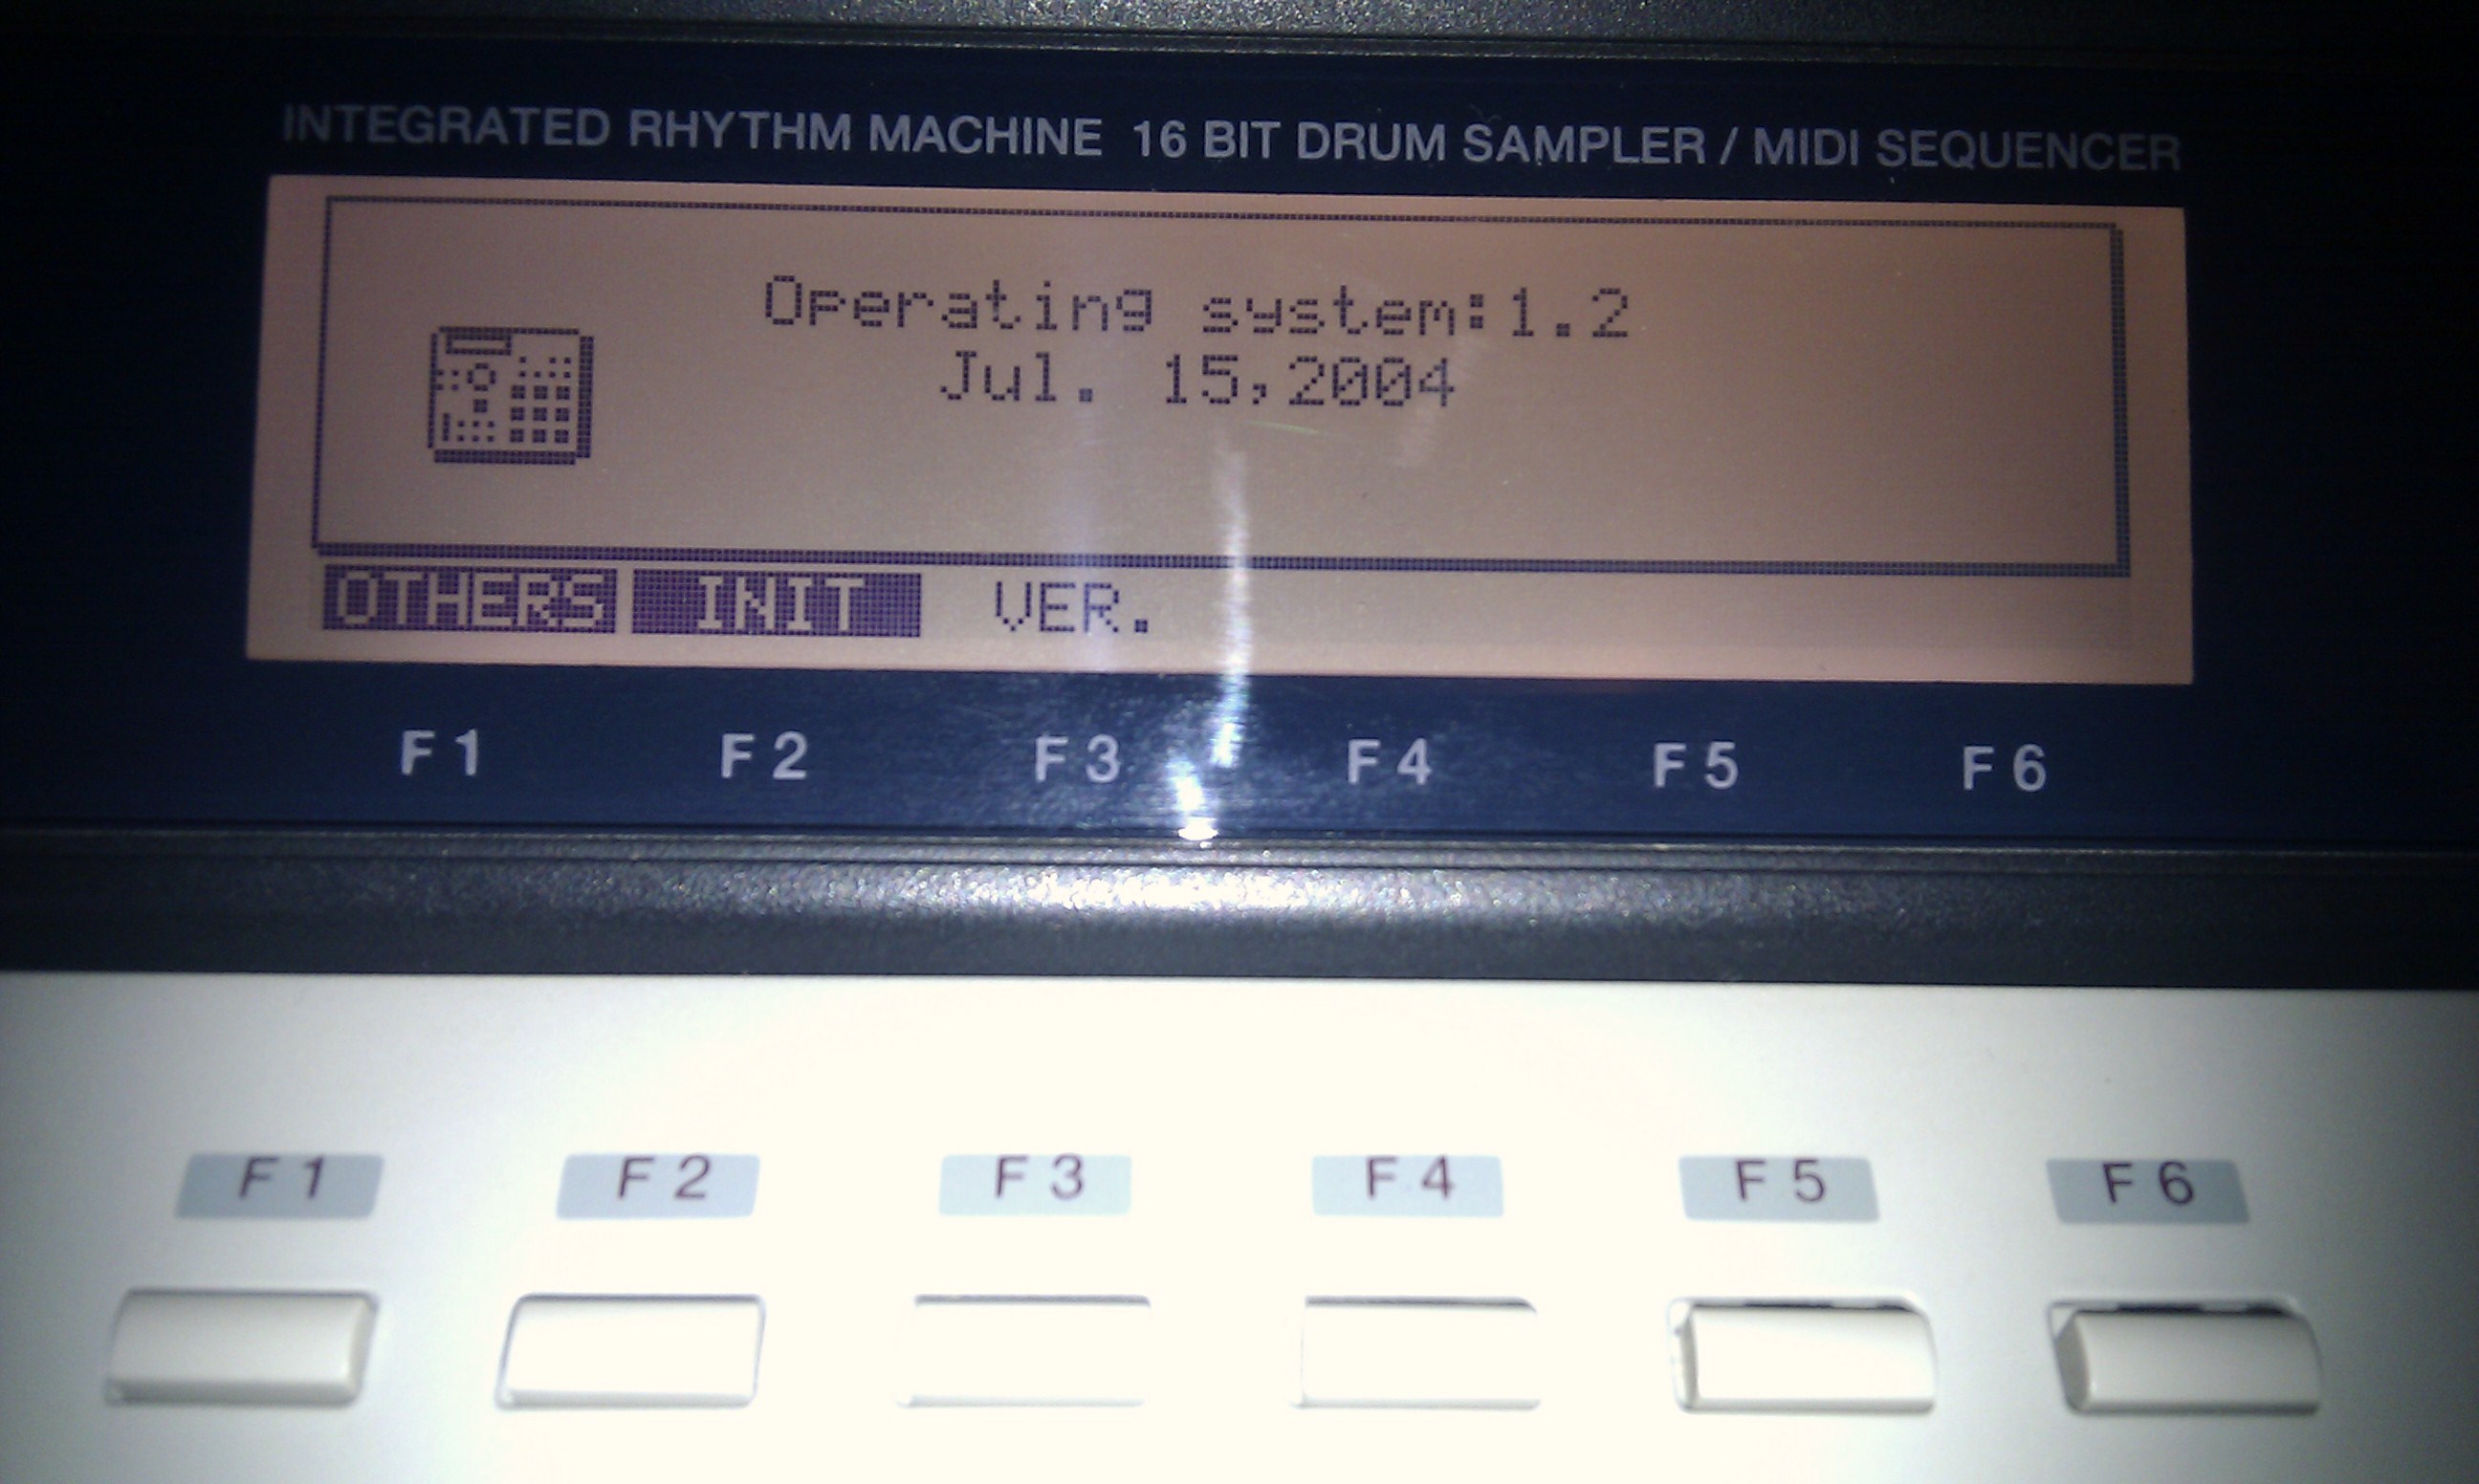 INTEGRATED RHYTHM MACHINE 16 BIT DRUM SAMPLER / MIDI SEQUENCER
Operating system:1.2
Jul. 15,2004
OTHERS INIT VER.
F1 F2 F3 F4 F5 F6
F1 F2 F3 F4 F5 F6